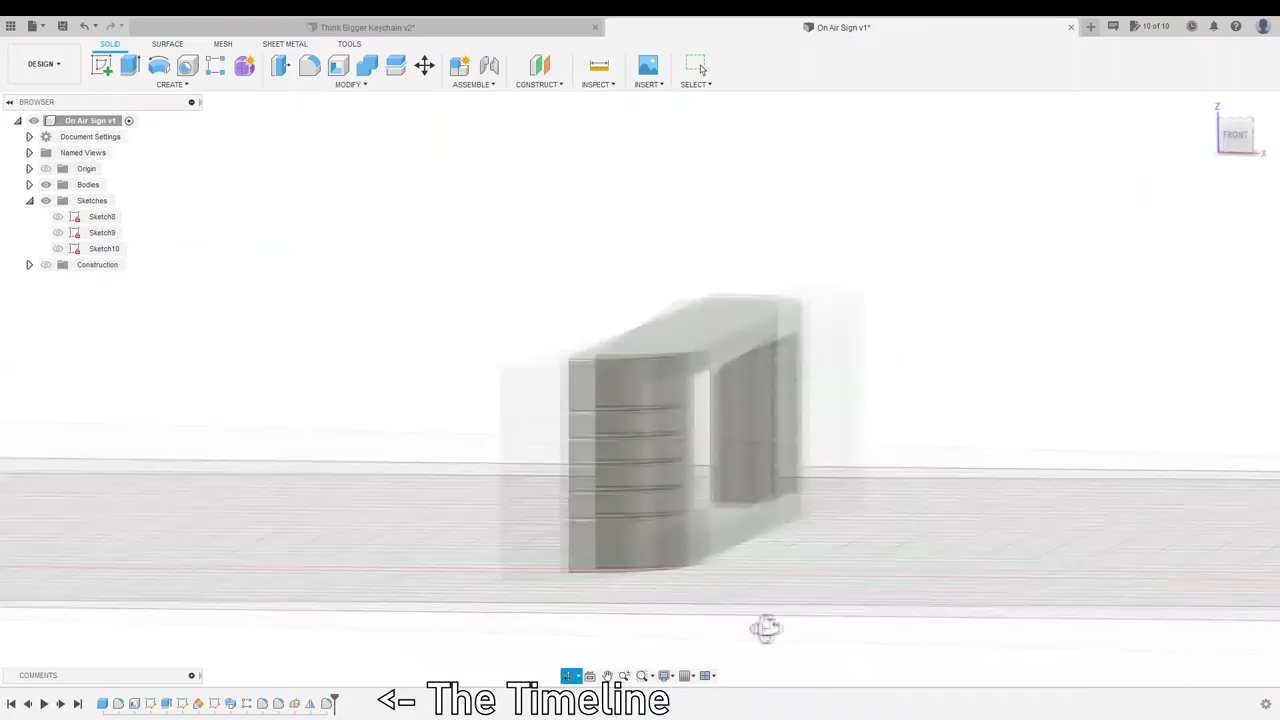 Think Bigger Keychain v2*
On Air Sign v1*
10 of 10
SOLID
SURFACE
MESH
SHEET METAL
TOOLS
DESIGN
CREATE
MODIFY
ASSEMBLE
CONSTRUCT
INSPECT
INSERT
SELECT
BROWSER
On Air Sign v1
Document Settings
Named Views
Origin
Bodies
Sketches
Sketch8
Sketch9
Sketch10
Construction
Z
FRONT
X
COMMENTS
<- The Timeline